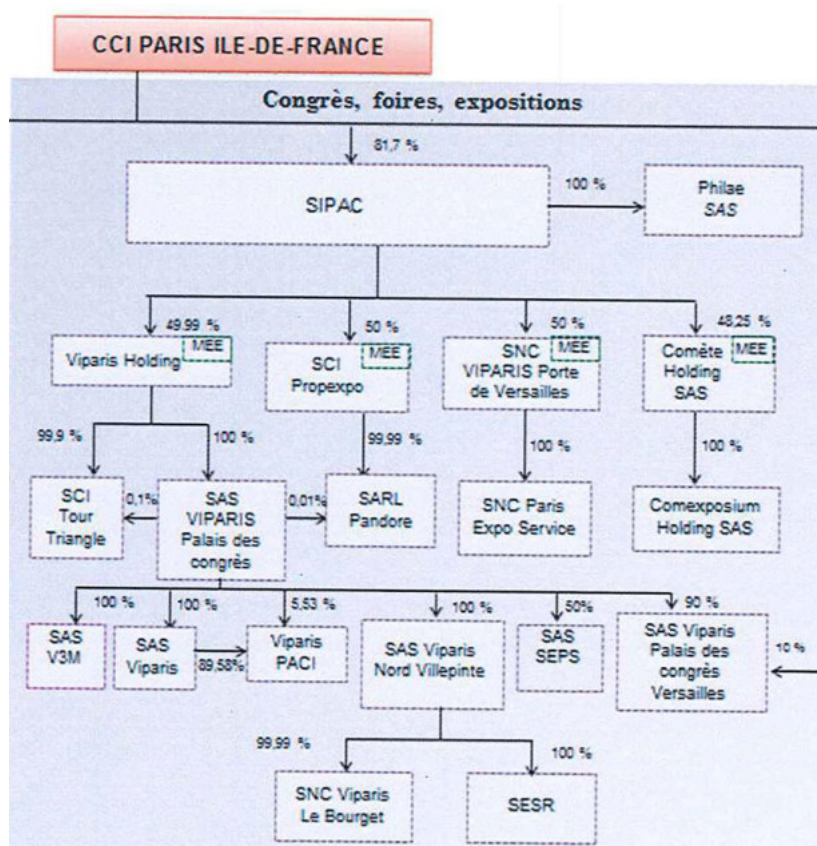 CCI PARIS ILE-DE-FRANCE
Congrès, foires, expositions
81,7 %
SIPAC
100 %
Philae
SAS
49,99 %
Viparis Holding
MEE
50 %
SCI
Propexpo
MEE
50 %
SNC
VIPARIS Porte
de Versailles
MEE
48,25 %
Comète
Holding
SAS
MEE
99,9 %
100 %
99,99 %
100 %
100 %
SCI
Tour
Triangle
0,1%
SAS
VIPARIS
Palais des
congrès
0,01%
SARL
Pandore
SNC Paris
Expo Service
Comexposium
Holding SAS
100 %
100 %
5,53 %
100 %
50%
90 %
SAS
V3M
SAS
Viparis
89,58%
Viparis
PACI
SAS Viparis
Nord Villepinte
SAS
SEPS
SAS Viparis
Palais des
congrès
Versailles
10 %
99,99 %
100 %
SNC Viparis
Le Bourget
SESR